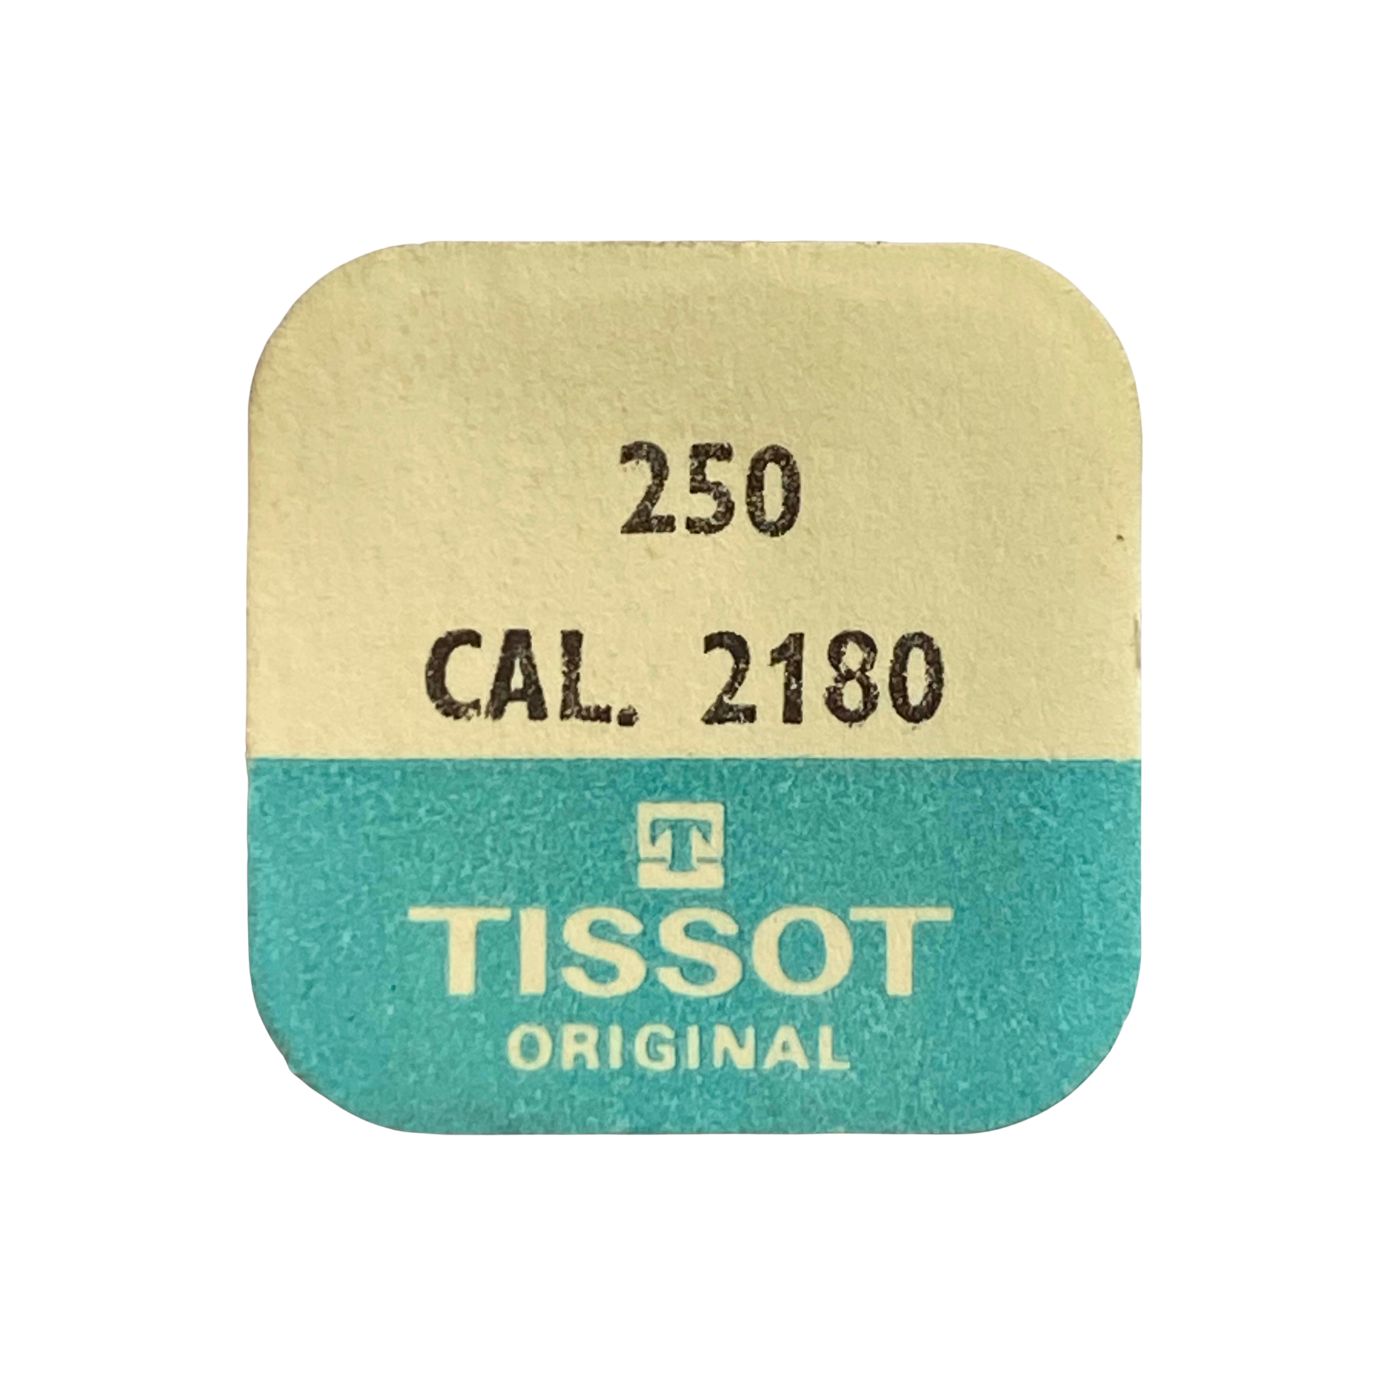 250
CAL. 2180
T
TISSOT
ORIGINAL